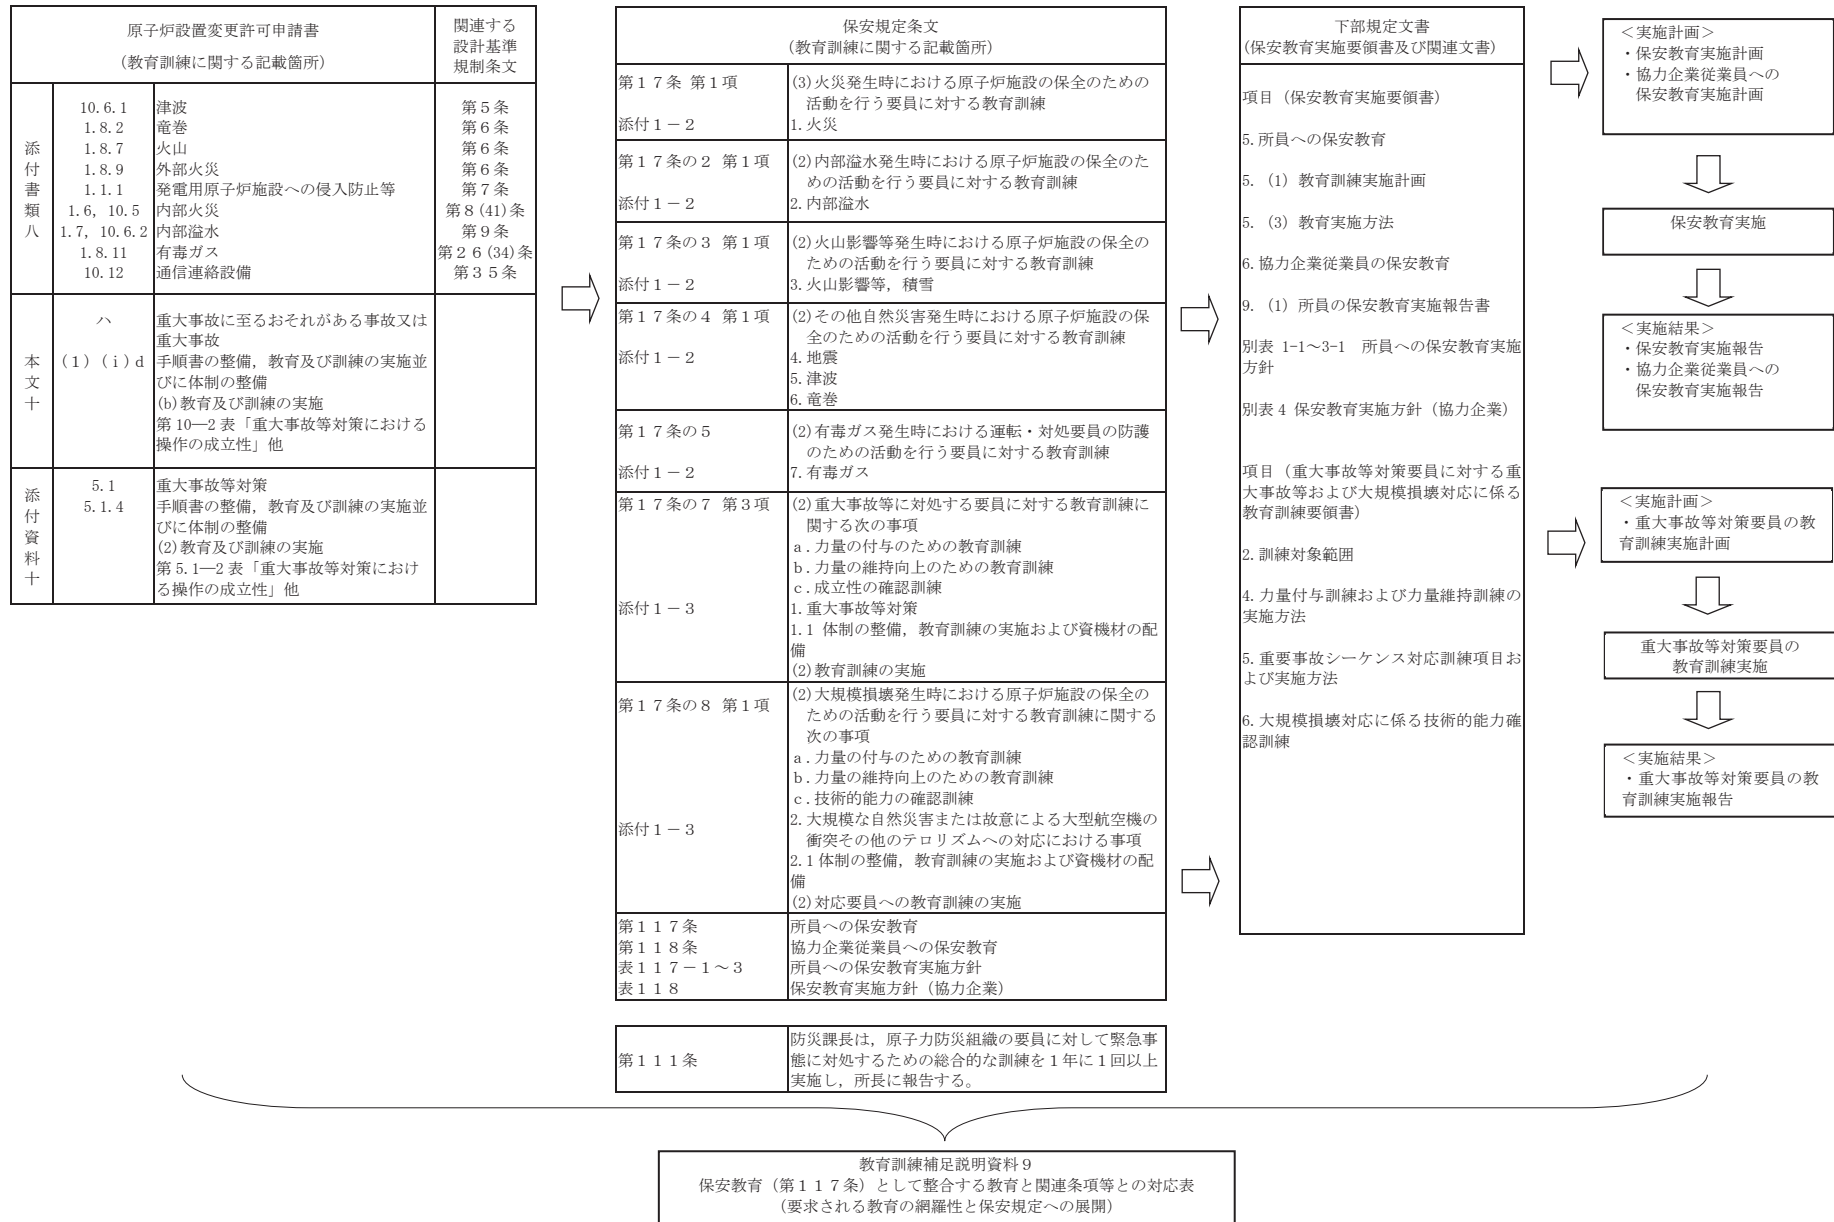 原子炉設置変更許可申請書
（教育訓練に関する記載箇所）
関連する
設計基準
規制条文
添付書類八
10.6.1 津波 第５条
1.8.2 竜巻 第６条
1.8.7 火山 第６条
1.8.9 外部火災 第６条
1.1.1 発電用原子炉施設への侵入防止等 第７条
1.6, 10.5 内部火災 第８(41)条
1.7, 10.6.2 内部溢水 第９条
1.8.11 有毒ガス 第２６(34)条
10.12 通信連絡設備 第３５条
本文十
ハ 重大事故に至るおそれがある事故又は
重大事故
(1)(ⅰ)d 手順書の整備，教育及び訓練の実施並
びに体制の整備
(b)教育及び訓練の実施
第 10―2 表「重大事故等対策における
操作の成立性」他
添付資料十
5.1 重大事故等対策
5.1.4 手順書の整備，教育及び訓練の実施並
びに体制の整備
(2)教育及び訓練の実施
第 5.1―2 表「重大事故等対策におけ
る操作の成立性」他
保安規定条文
（教育訓練に関する記載箇所）
第１７条 第１項 (3)火災発生時における原子炉施設の保全のための
活動を行う要員に対する教育訓練
添付１－２ 1.火災
第１７条の２ 第１項 (2)内部溢水発生時における原子炉施設の保全のた
めの活動を行う要員に対する教育訓練
添付１－２ 2.内部溢水
第１７条の３ 第１項 (2)火山影響等発生時における原子炉施設の保全の
ための活動を行う要員に対する教育訓練
添付１－２ 3.火山影響等，積雪
第１７条の４ 第１項 (2)その他自然災害発生時における原子炉施設の保
全のための活動を行う要員に対する教育訓練
添付１－２ 4.地震
5.津波
6.竜巻
第１７条の５ (2)有毒ガス発生時における運転・対処要員の防護
のための活動を行う要員に対する教育訓練
添付１－２ 7.有毒ガス
第１７条の７ 第３項 (2)重大事故等に対処する要員に対する教育訓練に
関する次の事項
ａ.力量の付与のための教育訓練
ｂ.力量の維持向上のための教育訓練
ｃ.成立性の確認訓練
添付１－３ 1.重大事故等対策
1.1 体制の整備，教育訓練の実施および資機材の配
備
(2)教育訓練の実施
第１７条の８ 第１項 (2)大規模損壊発生時における原子炉施設の保全の
ための活動を行う要員に対する教育訓練に関する
次の事項
ａ.力量の付与のための教育訓練
ｂ.力量の維持向上のための教育訓練
ｃ.技術的能力の確認訓練
添付１－３ 2.大規模な自然災害または故意による大型航空機の
衝突その他のテロリズムへの対応における事項
2.1 体制の整備，教育訓練の実施および資機材の配
備
(2)対応要員への教育訓練の実施
第１１７条 所員への保安教育
第１１８条 協力企業従業員への保安教育
表１１７－１～３ 所員への保安教育実施方針
表１１８ 保安教育実施方針（協力企業）
第１１１条 防災課長は，原子力防災組織の要員に対して緊急事
態に対処するための総合的な訓練を１年に１回以上
実施し，所長に報告する。
下部規定文書
（保安教育実施要領書及び関連文書）
項目（保安教育実施要領書）
5.所員への保安教育
5.（1）教育訓練実施計画
5.（3）教育実施方法
6.協力企業従業員の保安教育
9.（1）所員の保安教育実施報告書
別表 1-1～3-1 所員への保安教育実施
方針
別表 4 保安教育実施方針（協力企業）
項目（重大事故等対策要員に対する重
大事故等および大規模損壊対応に係る
教育訓練要領書）
2.訓練対象範囲
4.力量付与訓練および力量維持訓練の
実施方法
5.重要事故シーケンス対応訓練項目お
よび実施方法
6.大規模損壊対応に係る技術的能力確
認訓練
＜実施計画＞
・保安教育実施計画
・協力企業従業員への
保安教育実施計画
保安教育実施
＜実施結果＞
・保安教育実施報告
・協力企業従業員への
保安教育実施報告
＜実施計画＞
・重大事故等対策要員の教
育訓練実施計画
重大事故等対策要員の
教育訓練実施
＜実施結果＞
・重大事故等対策要員の教
育訓練実施報告
教育訓練補足説明資料９
保安教育（第１１７条）として整合する教育と関連条項等との対応表
（要求される教育の網羅性と保安規定への展開）